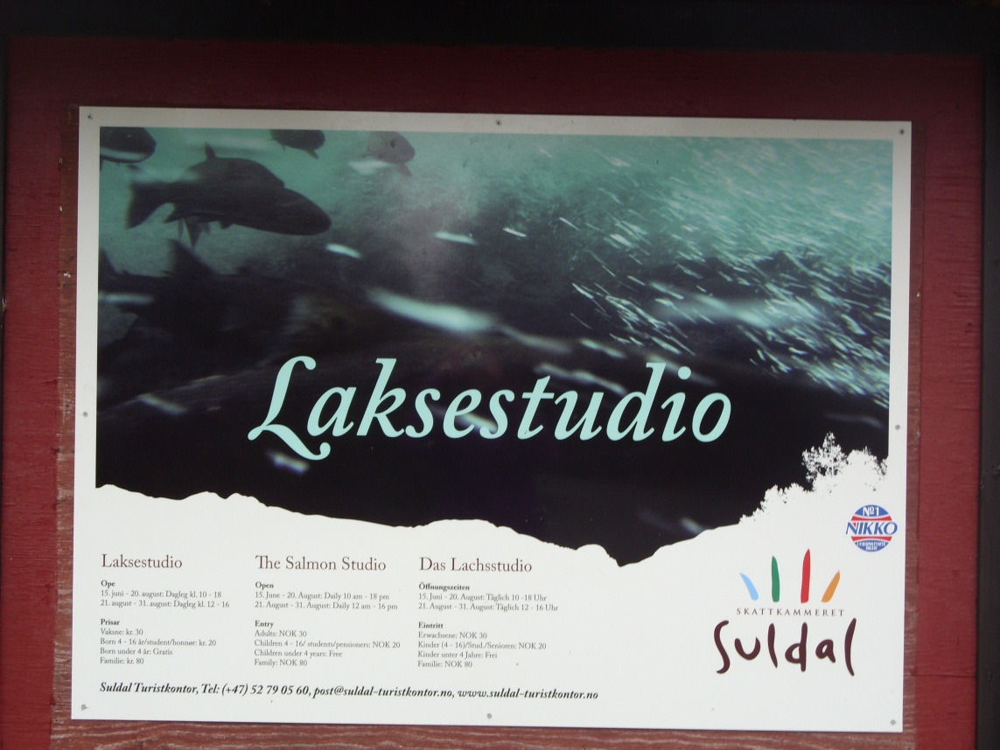 Laksestudio
Nº1
NIKKO
SKATTKAMMERET
Suldal
Laksestudio
Ope
15. juni - 20. august: Dagleg kl. 10 - 18
21. august - 31. august: Dagleg kl. 12 - 16
Prisar
Vaksne: kr. 30
Born 4 - 16 år/student/honnør: kr. 20
Born under 4 år: Gratis
Familie: kr. 80
The Salmon Studio
Open
15. June - 20. August: Daily 10 am - 18 pm
21. August - 31. August: Daily 12 am - 16 pm
Entry
Adults: NOK 30
Children 4 - 16/ students/pensioners: NOK 20
Children under 4 years: Free
Family: NOK 80
Das Lachsstudio
Öffnungszeiten
15. Juni - 20. August: Täglich 10 -18 Uhr
21. August - 31. August: Täglich 12 - 16 Uhr
Eintritt
Erwachsene: NOK 30
Kinder (4 - 16)/Stud./Senioren: NOK 20
Kinder unter 4 Jahre: Frei
Familie: NOK 80
Suldal Turistkontor, Tel: (+47) 52 79 05 60, post@suldal-turistkontor.no, www.suldal-turistkontor.no